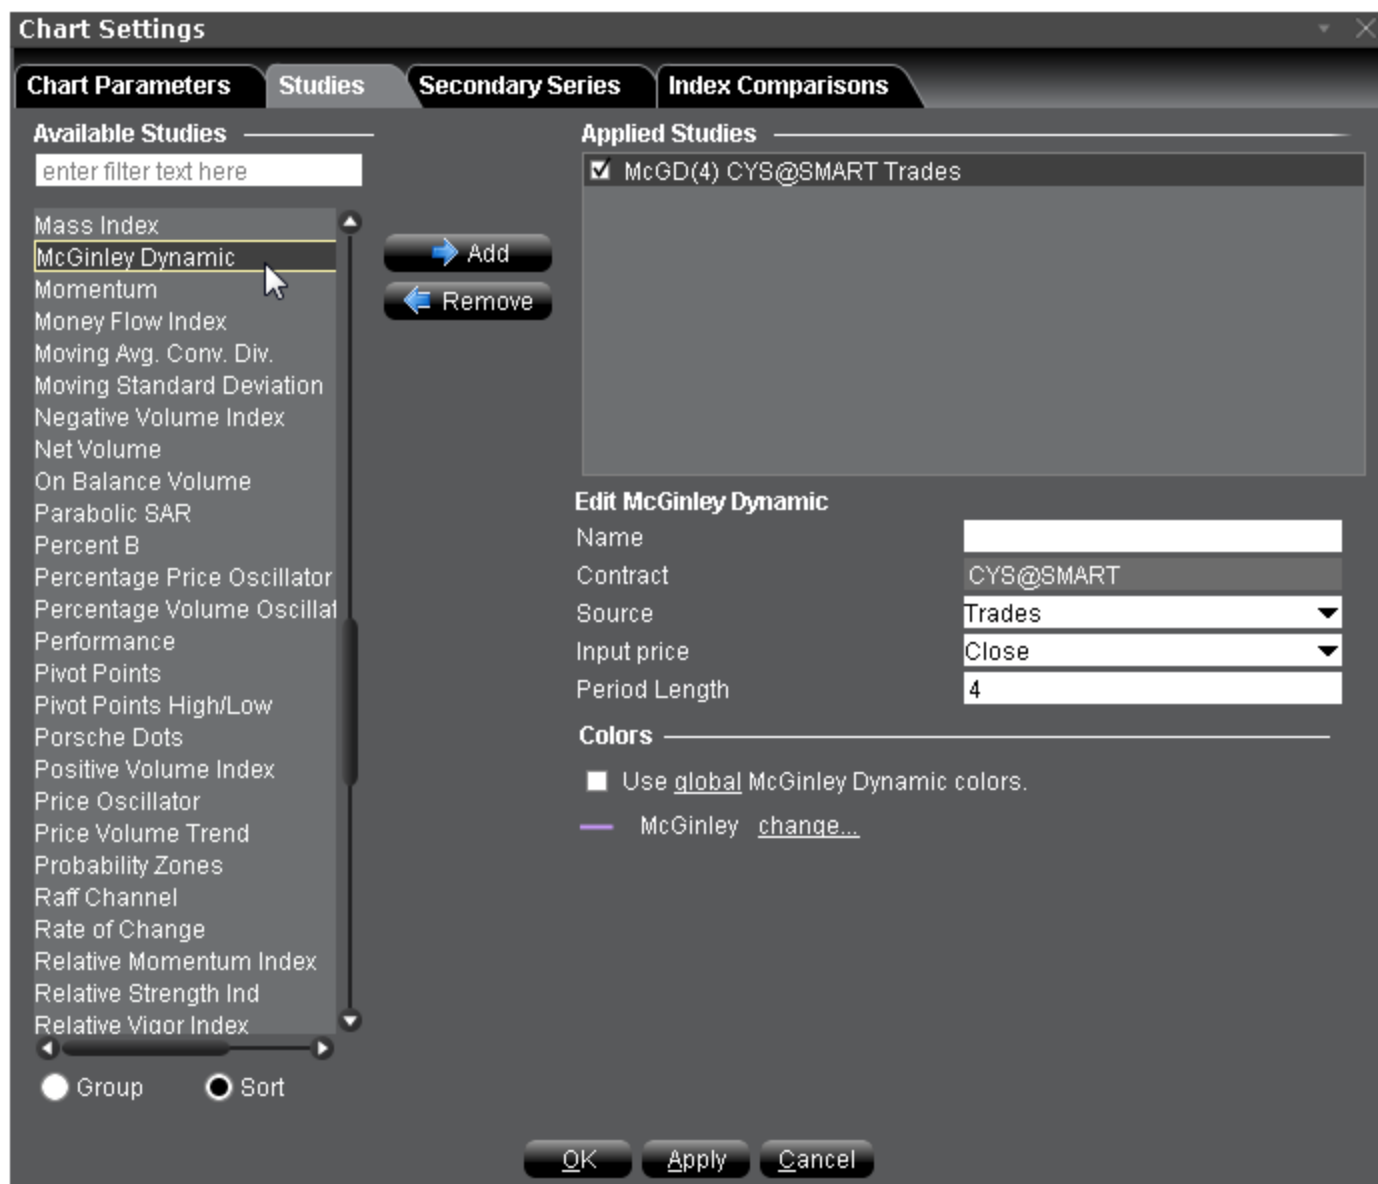 Chart Settings
Chart Parameters
Studies
Secondary Series
Index Comparisons
Available Studies
enter filter text here
Mass Index
McGinley Dynamic
Momentum
Money Flow Index
Moving Avg. Conv. Div.
Moving Standard Deviation
Negative Volume Index
Net Volume
On Balance Volume
Parabolic SAR
Percent B
Percentage Price Oscillator
Percentage Volume Oscillat
Performance
Pivot Points
Pivot Points High/Low
Porsche Dots
Positive Volume Index
Price Oscillator
Price Volume Trend
Probability Zones
Raff Channel
Rate of Change
Relative Momentum Index
Relative Strength Ind
Relative Vigor Index
Group
Sort
Add
Remove
Applied Studies
McGD(4) CYS@SMART Trades
Edit McGinley Dynamic
Name
Contract CYS@SMART
Source Trades
Input price Close
Period Length 4
Colors
Use global McGinley Dynamic colors.
McGinley change...
OK
Apply
Cancel